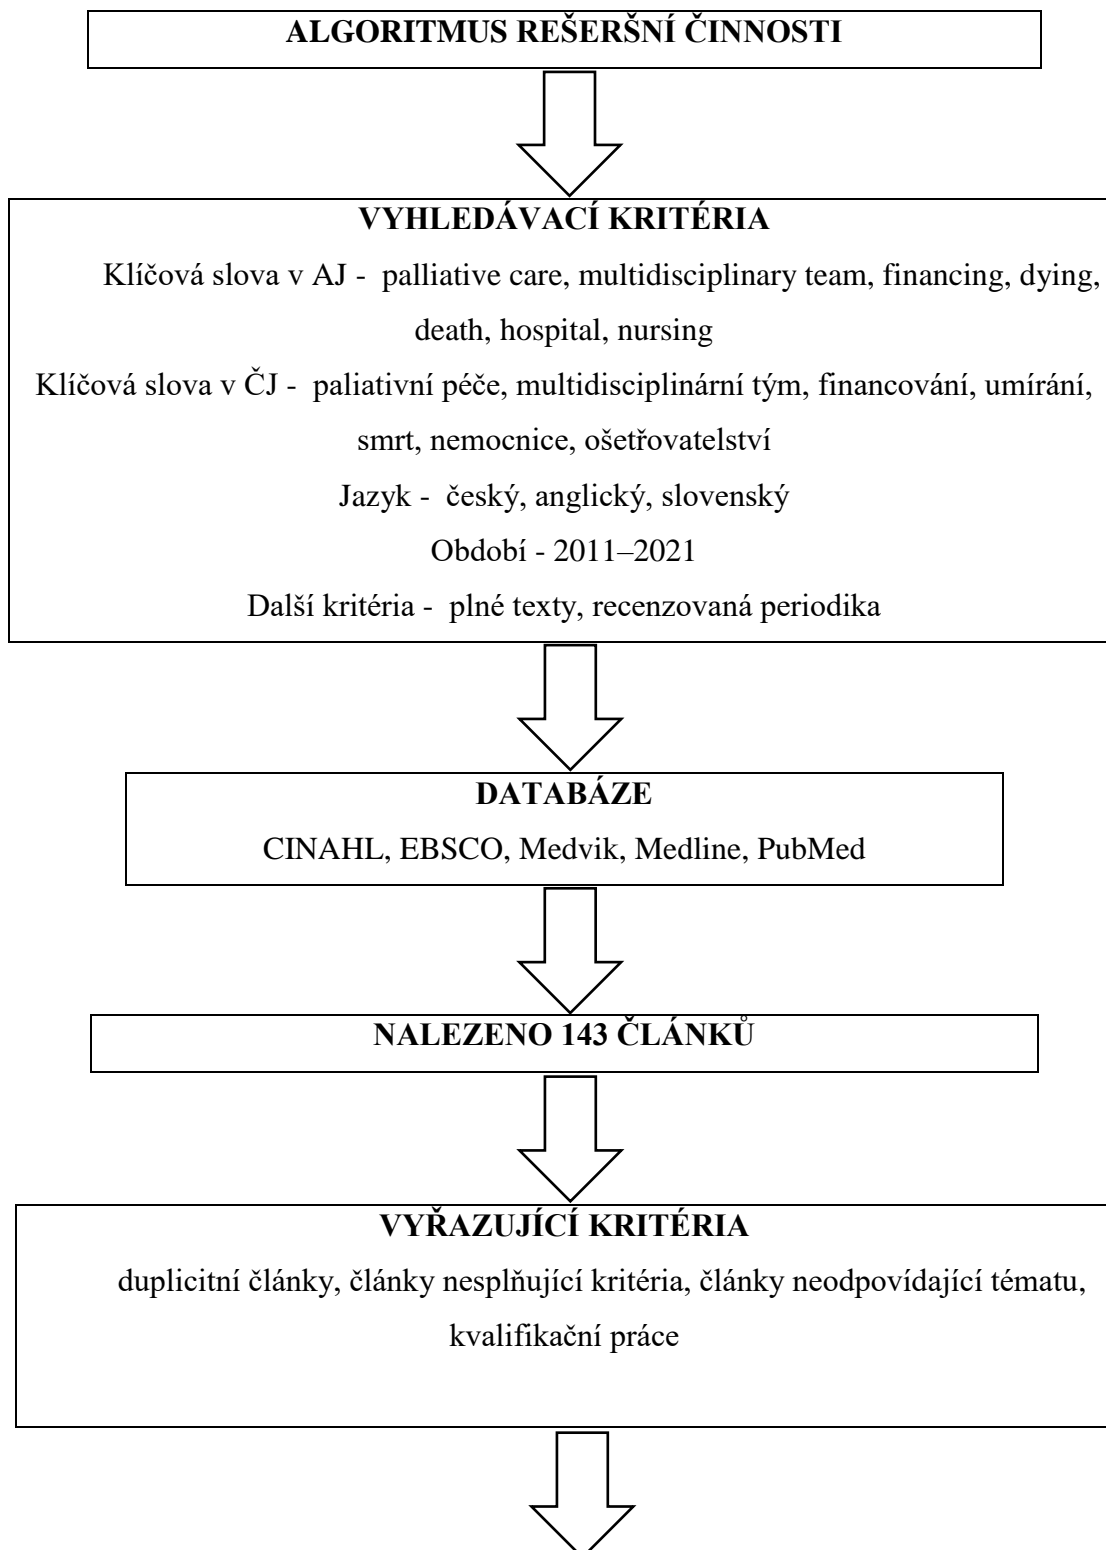 ALGORITMUS REŠERŠNÍ ČINNOSTI
VYHLEDÁVACÍ KRITÉRIA
Klíčová slova v AJ - palliative care, multidisciplinary team, financing, dying,
death, hospital, nursing
Klíčová slova v ČJ - paliativní péče, multidisciplinární tým, financování, umírání,
smrt, nemocnice, ošetřovatelství
Jazyk - český, anglický, slovenský
Období - 2011–2021
Další kritéria - plné texty, recenzovaná periodika
DATABÁZE
CINAHL, EBSCO, Medvik, Medline, PubMed
NALEZENO 143 ČLÁNKŮ
VYŘAZUJÍCÍ KRITÉRIA
duplicitní články, články nesplňující kritéria, články neodpovídající tématu,
kvalifikační práce